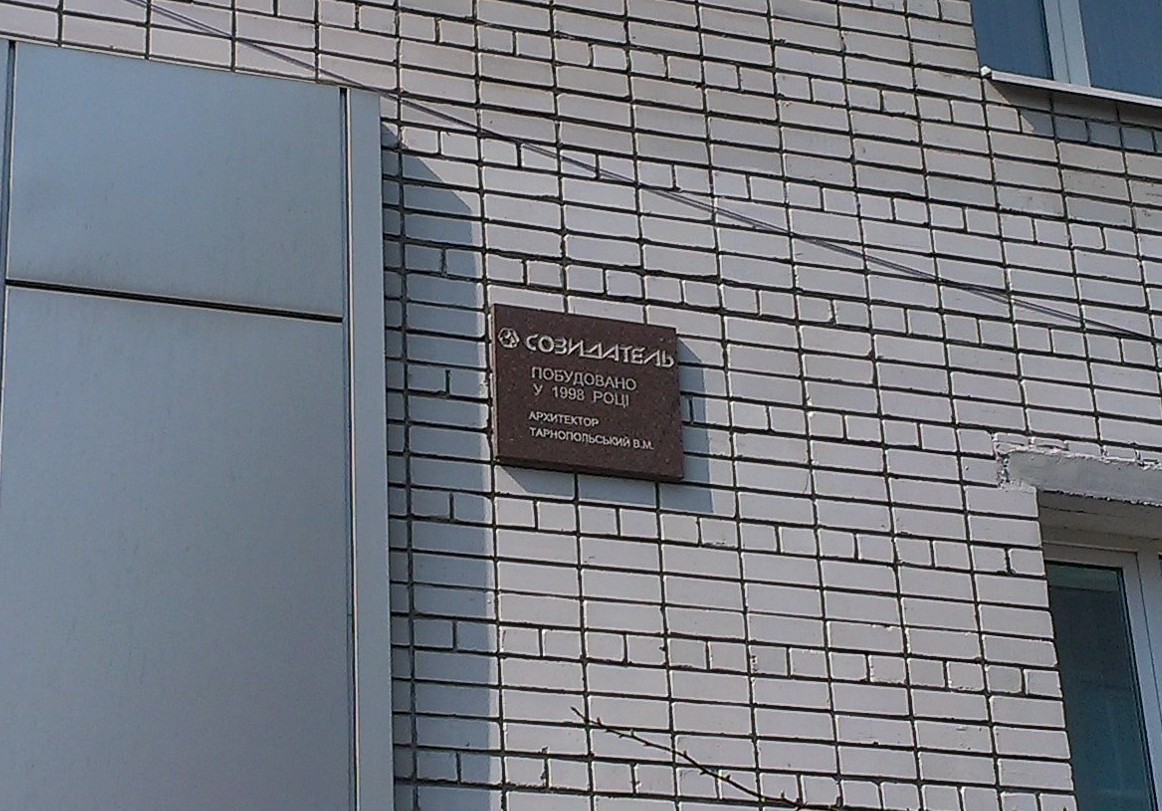 СОЗИДАТЕЛЬ
ПОБУДОВАНО
У 1998 РОЦІ
АРХИТЕКТОР
ТАРНОПОЛЬСЬКИЙ В.М.